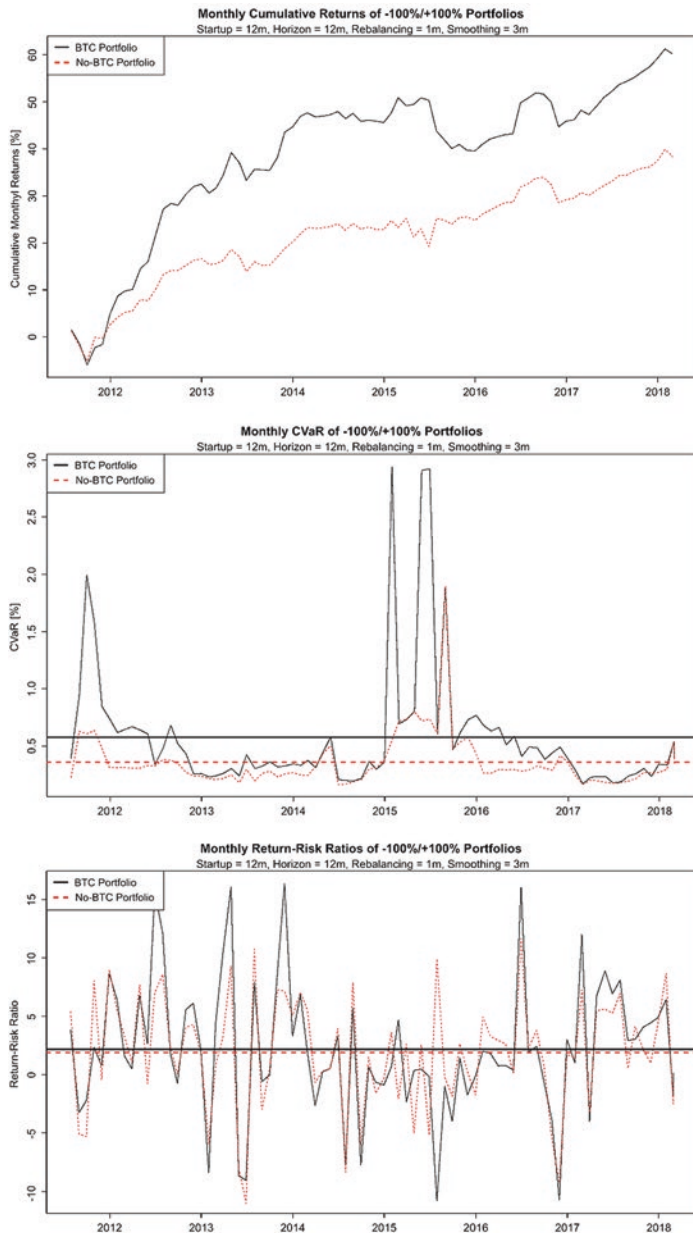 Monthly Cumulative Returns of -100%/+100% Portfolios
Startup = 12m, Horizon = 12m, Rebalancing = 1m, Smoothing = 3m
BTC Portfolio
No-BTC Portfolio
Cumulative Monthyl Returns [%]
60
50
40
30
20
10
0
2012 2013 2014 2015 2016 2017 2018
Monthly CVaR of -100%/+100% Portfolios
Startup = 12m, Horizon = 12m, Rebalancing = 1m, Smoothing = 3m
BTC Portfolio
No-BTC Portfolio
CVaR [%]
3.0
2.5
2.0
1.5
1.0
0.5
2012 2013 2014 2015 2016 2017 2018
Monthly Return-Risk Ratios of -100%/+100% Portfolios
Startup = 12m, Horizon = 12m, Rebalancing = 1m, Smoothing = 3m
BTC Portfolio
No-BTC Portfolio
Return-Risk Ratio
15
10
5
0
-5
-10
2012 2013 2014 2015 2016 2017 2018